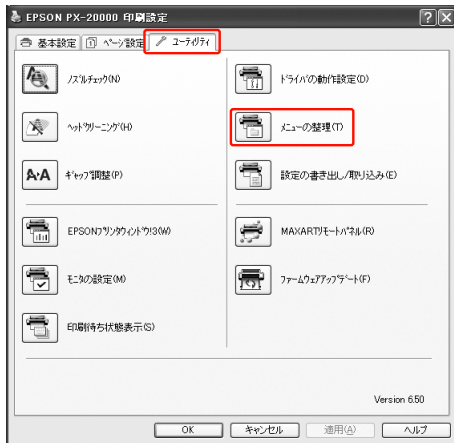 EPSON PX-20000 印刷設定
基本設定 ページ設定 ユーティリティ
ノズルチェック(N)
ヘッドクリーニング(H)
ギャップ調整(P)
EPSONプリンタウィンドウ!3(W)
モニタの設定(M)
印刷待ち状態表示(S)
ドライバの動作設定(D)
メニューの整理(T)
設定の書き出し/取り込み(E)
MAXARTリモートパネル(R)
ファームウェアアップデート(F)
Version 6.50
OK キャンセル 適用(A) ヘルプ